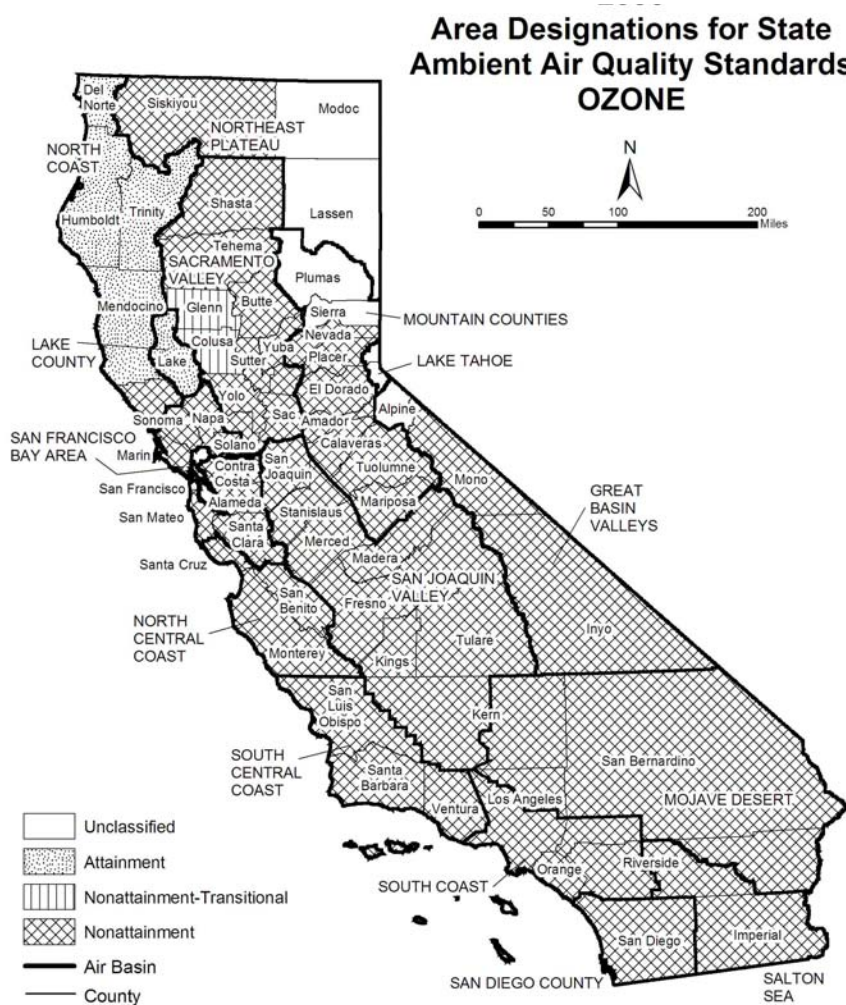 Area Designations for State
Ambient Air Quality Standards
OZONE
N
0 50 100 200
Miles
Del
Norte
Siskiyou
Modoc
NORTHEAST
PLATEAU
NORTH
COAST
Humboldt
Trinity
Shasta
Lassen
Tehema
SACRAMENTO
VALLEY
Plumas
Mendocino
Glenn
Butte
Sierra
MOUNTAIN COUNTIES
Nevada
Colusa
Yuba
LAKE
COUNTY
Lake
Sutter
Placer
LAKE TAHOE
El Dorado
Yolo
Alpine
Sonoma
Napa
Sac
Amador
Solano
Calaveras
SAN FRANCISCO
BAY AREA
Marin
Contra
Costa
San
Joaquin
Tuolumne
Mono
San Francisco
Alameda
Mariposa
GREAT
BASIN
VALLEYS
San Mateo
Stanislaus
Santa
Clara
Merced
Santa Cruz
Madera
San
Benito
SAN JOAQUIN
VALLEY
Fresno
NORTH
CENTRAL
COAST
Inyo
Tulare
Monterey
Kings
San
Luis
Obispo
Kern
SOUTH
CENTRAL
COAST
San Bernardino
Santa
Barbara
Los Angeles
MOJAVE DESERT
Ventura
Unclassified
Attainment
Riverside
Orange
SOUTH COAST
Nonattainment-Transitional
Nonattainment
San Diego
Imperial
Air Basin
County
SAN DIEGO COUNTY
SALTON
SEA